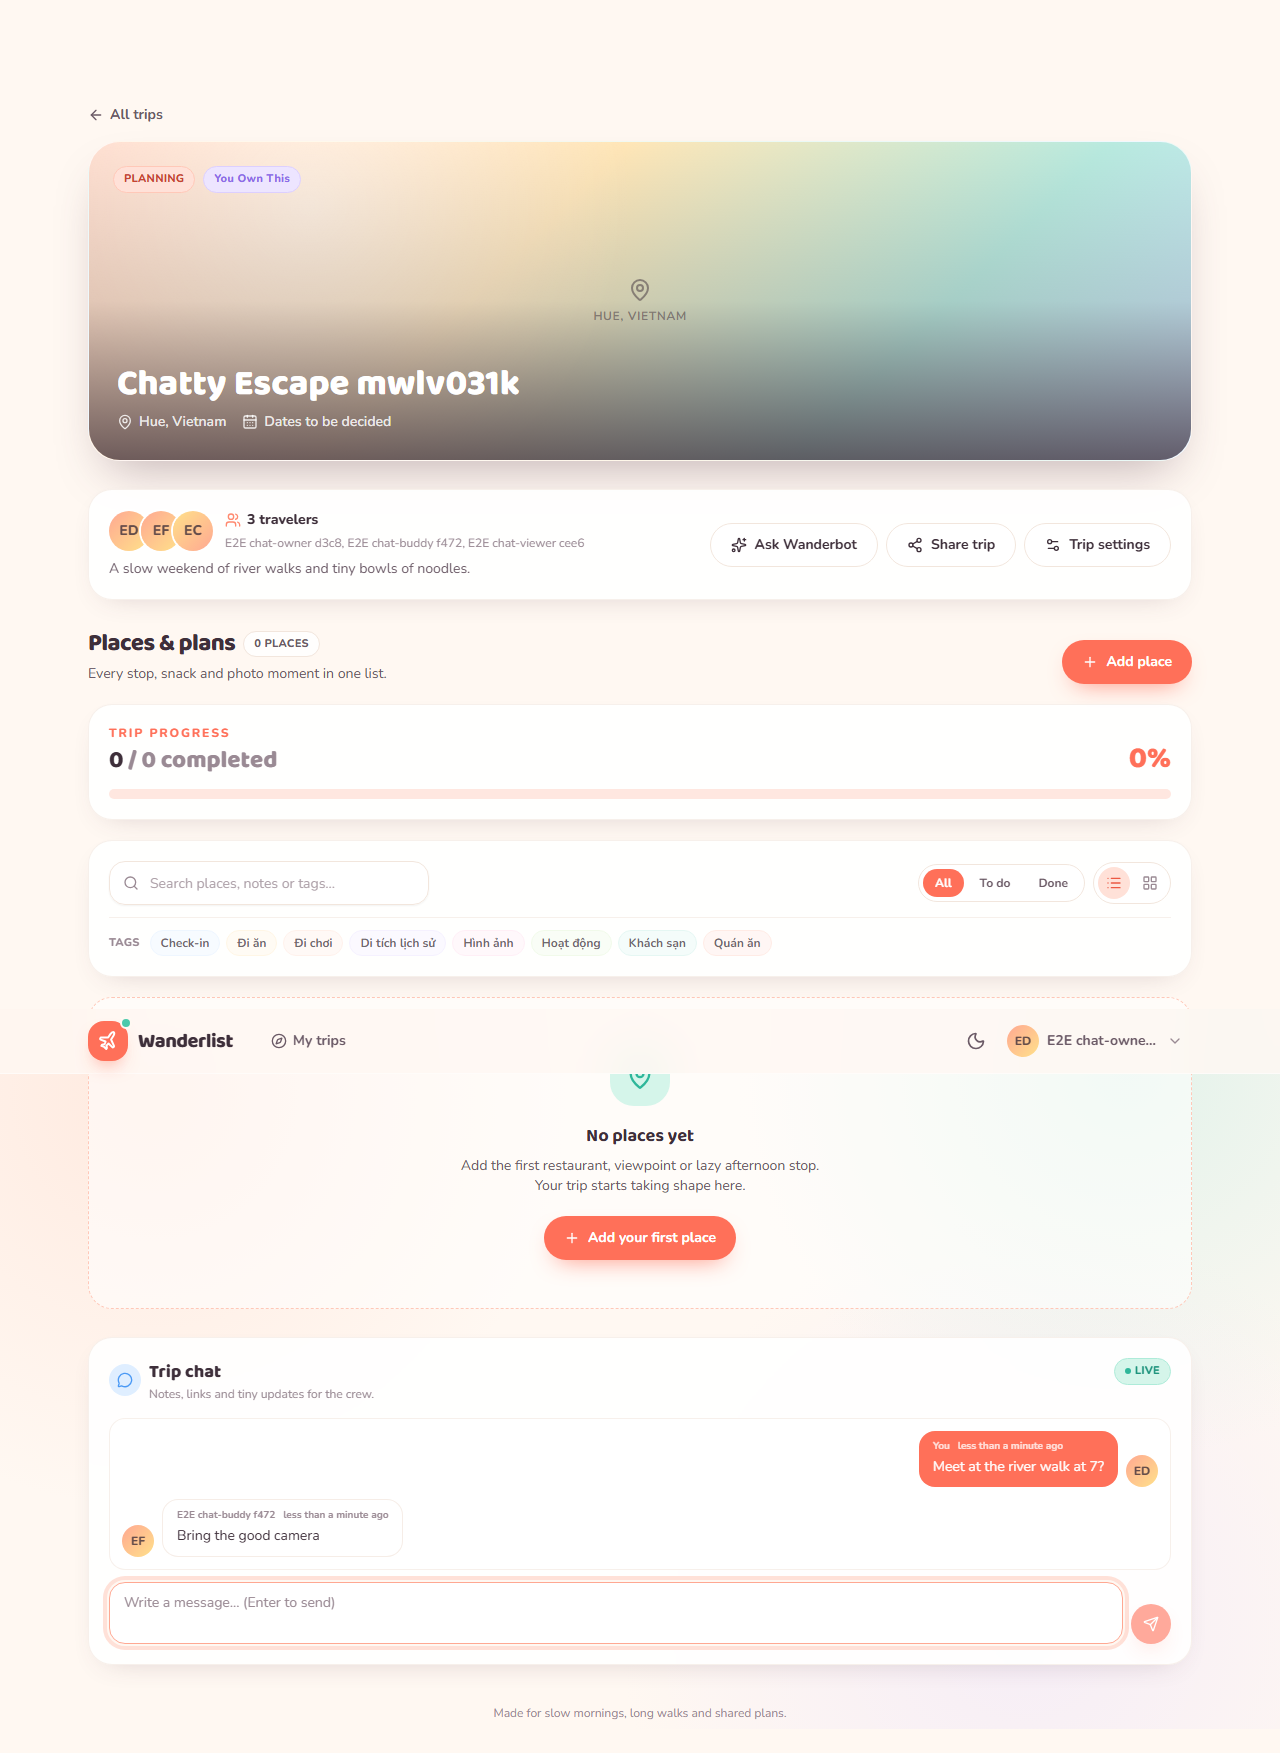 All trips
PLANNING
You Own This
HUE, VIETNAM
Chatty Escape mwlv031k
Hue, Vietnam
Dates to be decided
ED
EF
EC
3 travelers
E2E chat-owner d3c8, E2E chat-buddy f472, E2E chat-viewer cee6
A slow weekend of river walks and tiny bowls of noodles.
Ask Wanderbot
Share trip
Trip settings
Places & plans
0 PLACES
Every stop, snack and photo moment in one list.
Add place
TRIP PROGRESS
0 / 0 completed
0%
Search places, notes or tags...
All
To do
Done
TAGS
Check-in
Đi ăn
Đi chơi
Di tích lịch sử
Hình ảnh
Hoạt động
Khách sạn
Quán ăn
Wanderlist
My trips
ED
E2E chat-owne...
No places yet
Add the first restaurant, viewpoint or lazy afternoon stop.
Your trip starts taking shape here.
Add your first place
Trip chat
Notes, links and tiny updates for the crew.
LIVE
You less than a minute ago
Meet at the river walk at 7?
ED
E2E chat-buddy f472 less than a minute ago
Bring the good camera
EF
Write a message... (Enter to send)
Made for slow mornings, long walks and shared plans.